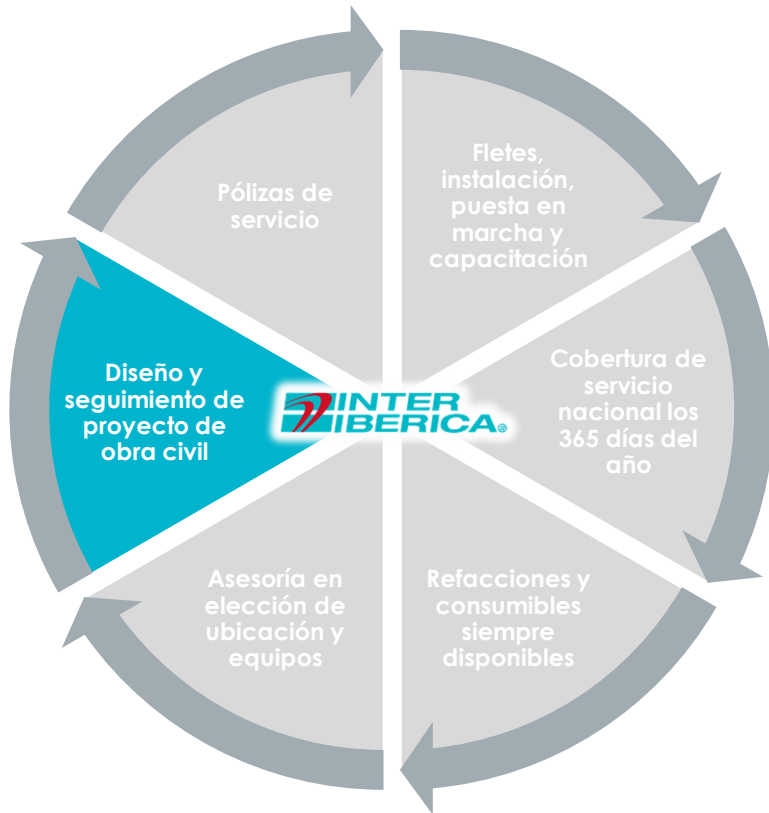 Pólizas de
servicio
Fletes,
instalación,
puesta en
marcha y
capacitación
Cobertura de
servicio
nacional los
365 días del
año
Refacciones y
consumibles
siempre
disponibles
Asesoría en
elección de
ubicación y
equipos
Diseño y
seguimiento de
proyecto de
obra civil
INTER
IBERICA®